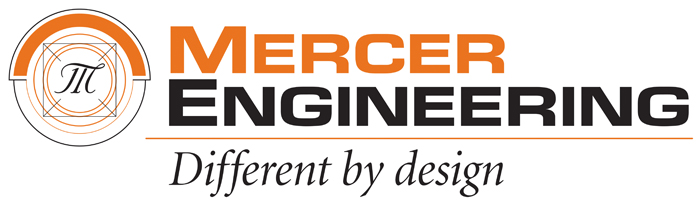 M
MERCER
ENGINEERING
Different by design